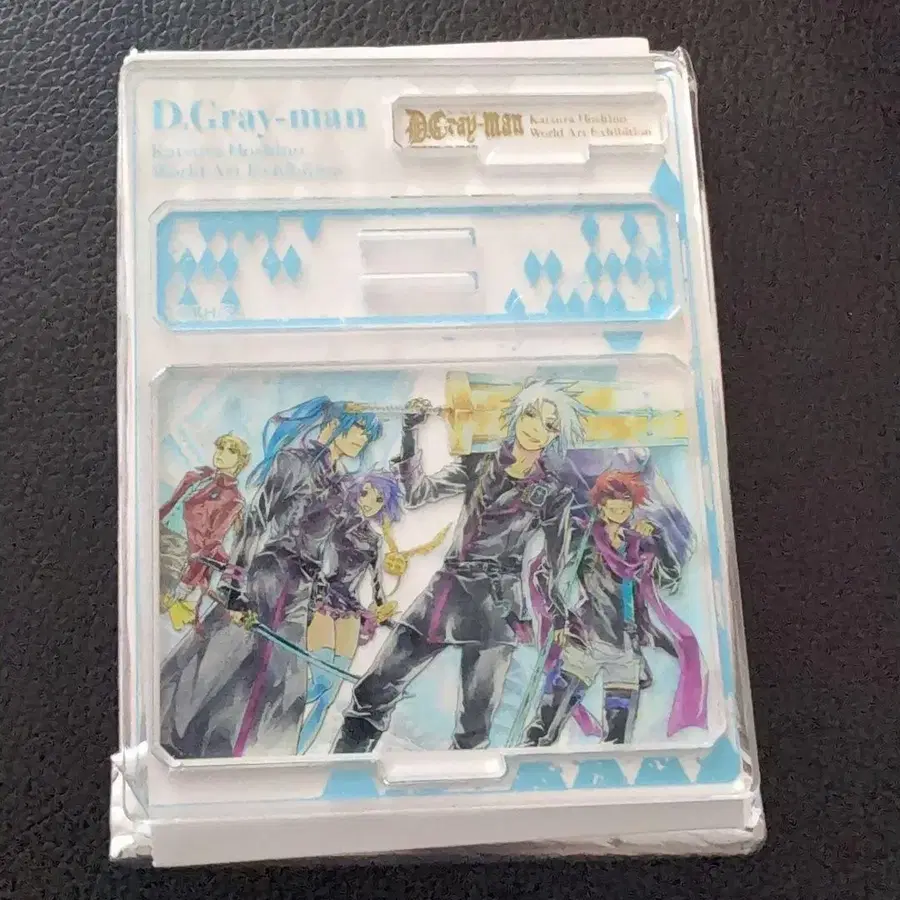 D.Gray-man
Katsura Hoshino
World Art Exhibition
D.Gray-man
Katsura Hoshino
World Art Exhibition